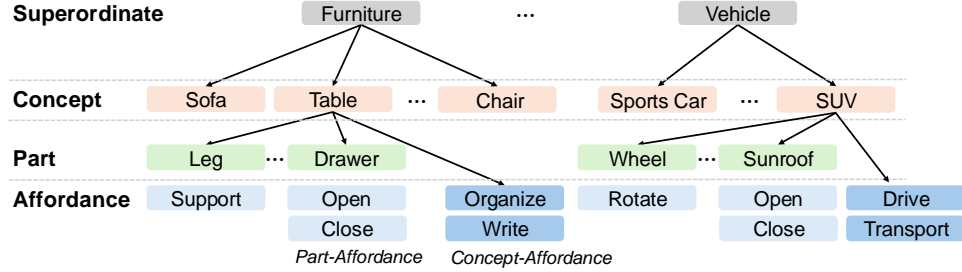 Superordinate Furniture ... Vehicle
Concept Sofa Table ... Chair Sports Car ... SUV
Part Leg ... Drawer Wheel ... Sunroof
Affordance Support Open Organize Rotate Open Drive
Close Write Close Transport
Part-Affordance Concept-Affordance